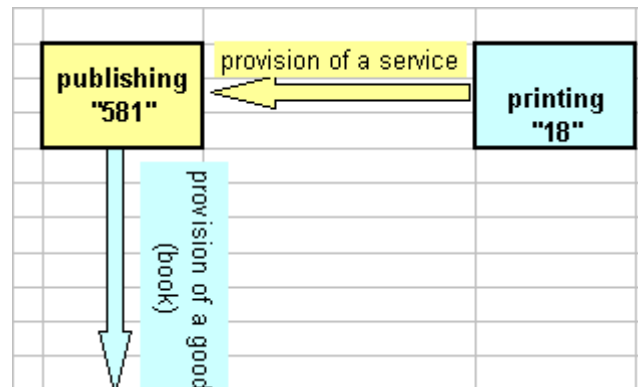 provision of a service
publishing
"581"
printing
"18"
provision of a good
(book)